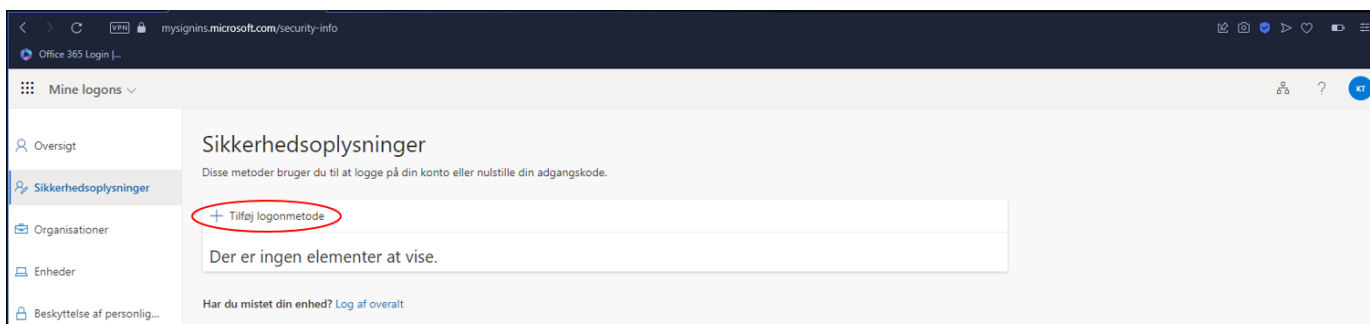 VPN
mysignins.microsoft.com/security-info
Office 365 Login |...
Mine logons
?
KT
Oversigt
Sikkerhedsoplysninger
Organisationer
Enheder
Beskyttelse af personlig...
Sikkerhedsoplysninger
Disse metoder bruger du til at logge på din konto eller nulstille din adgangskode.
+ Tilføj logonmetode
Der er ingen elementer at vise.
Har du mistet din enhed? Log af overalt